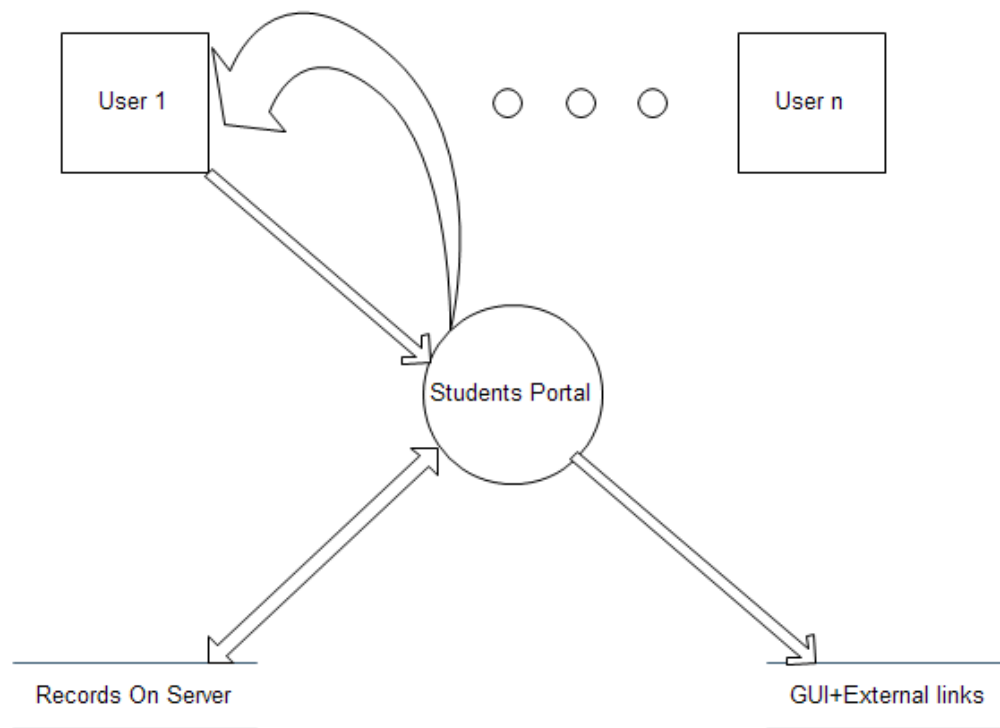 User 1
User n
Students Portal
Records On Server
GUI+External links